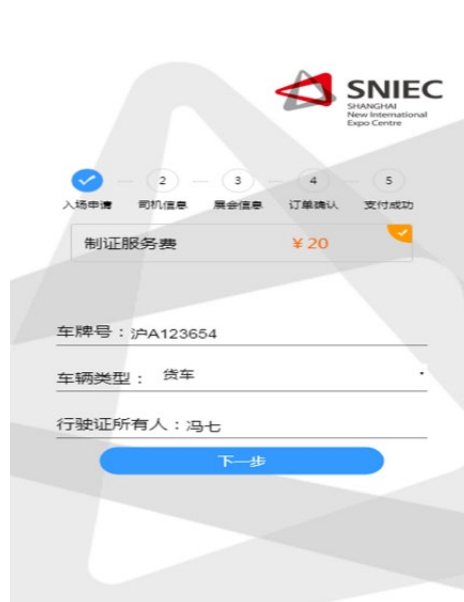 SNIEC
SHANGHAI
New International
Expo Centre
2 3 4 5
入场申请 司机信息 展会信息 订单确认 支付成功
制证服务费 ¥20
车牌号：沪A123654
车辆类型： 货车
行驶证所有人：冯七
下一步